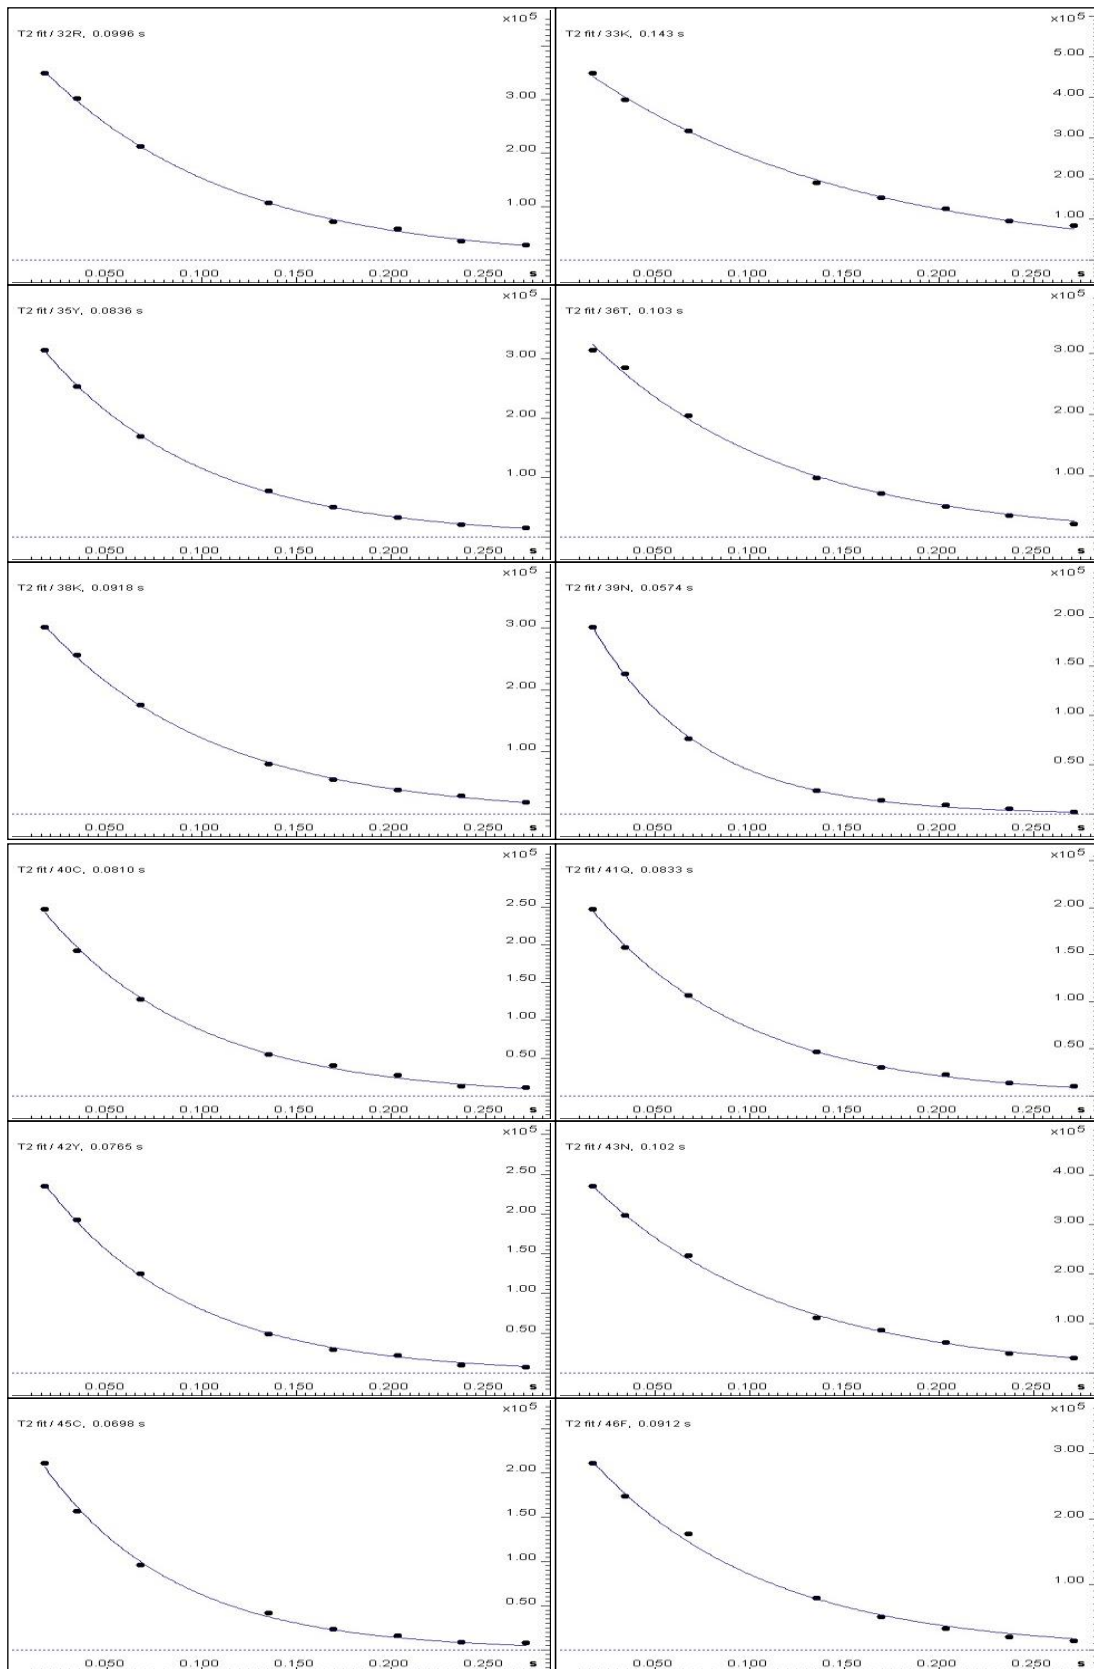 x10⁵ x10⁵
T2 fit / 32R, 0.0996 s T2 fit / 33K, 0.143 s
5.00
3.00 4.00
3.00
2.00
2.00
1.00 1.00
0.050 0.100 0.150 0.200 0.250 s 0.050 0.100 0.150 0.200 0.250 s
x10⁵ x10⁵
T2 fit / 35Y, 0.0836 s T2 fit / 36T, 0.103 s
3.00 3.00
2.00 2.00
1.00 1.00
0.050 0.100 0.150 0.200 0.250 s 0.050 0.100 0.150 0.200 0.250 s
x10⁵ x10⁵
T2 fit / 38K, 0.0918 s T2 fit / 39N, 0.0574 s
3.00 2.00
1.50
2.00
1.00
1.00 0.50
0.050 0.100 0.150 0.200 0.250 s 0.050 0.100 0.150 0.200 0.250 s
x10⁵ x10⁵
T2 fit / 40C, 0.0810 s T2 fit / 41Q, 0.0833 s
2.50 2.00
2.00
1.50 1.50
1.00 1.00
0.50 0.50
0.050 0.100 0.150 0.200 0.250 s 0.050 0.100 0.150 0.200 0.250 s
x10⁵ x10⁵
T2 fit / 42Y, 0.0765 s T2 fit / 43N, 0.102 s
2.50 4.00
2.00 3.00
1.50
1.00 2.00
0.50 1.00
0.050 0.100 0.150 0.200 0.250 s 0.050 0.100 0.150 0.200 0.250 s
x10⁵ x10⁵
T2 fit / 45C, 0.0698 s T2 fit / 46F, 0.0912 s
2.00 3.00
1.50 2.00
1.00
0.50 1.00
0.050 0.100 0.150 0.200 0.250 s 0.050 0.100 0.150 0.200 0.250 s